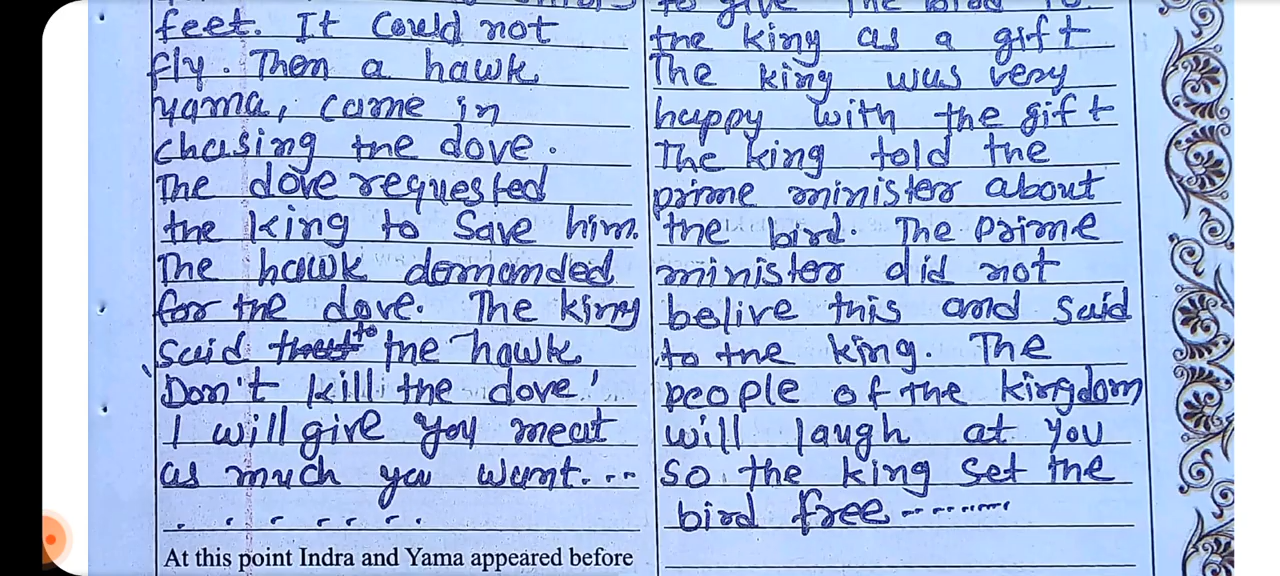 feet. It could not
fly. Then a hawk
yama, came in
chasing the dove.
The dove requested
the king to save him.
The hawk demanded
for the dove. The king
said to the hawk
'Don't kill the dove'
I will give you meat
as much you want....
. . . . . . .
At this point Indra and Yama appeared before
to give the bird to
the king as a gift
The king was very
happy with the gift
The king told the
prime minister about
the bird. The prime
minister did not
belive this and said
to the king. The
people of the kingdom
will laugh at you
so the king set the
bird free--------